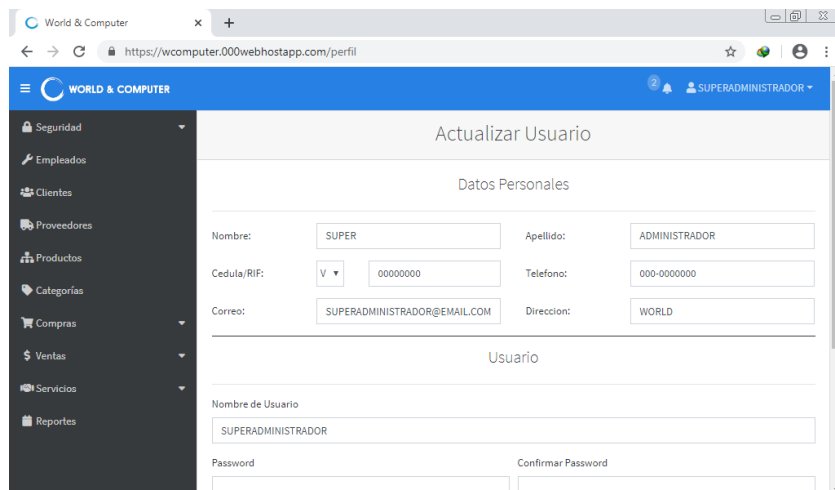 World & Computer
https://wcomputer.000webhostapp.com/perfil
WORLD & COMPUTER
2
SUPERADMINISTRADOR
Seguridad
Empleados
Clientes
Proveedores
Productos
Categorías
Compras
Ventas
Servicios
Reportes
Actualizar Usuario
Datos Personales
Nombre: SUPER Apellido: ADMINISTRADOR
Cedula/RIF: V 00000000 Telefono: 000-0000000
Correo: SUPERADMINISTRADOR@EMAIL.COM Direccion: WORLD
Usuario
Nombre de Usuario
SUPERADMINISTRADOR
Password Confirmar Password